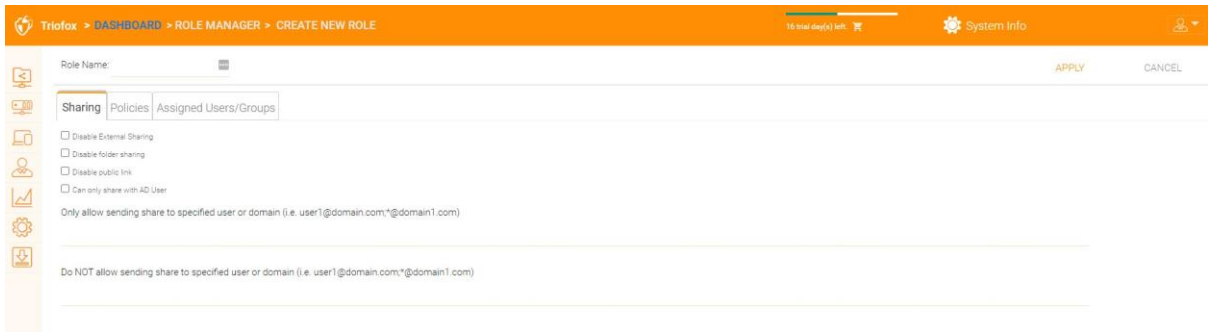 Triofox > DASHBOARD > ROLE MANAGER > CREATE NEW ROLE
16 trial day(s) left.
System Info
Role Name:
APPLY
CANCEL
Sharing
Policies
Assigned Users/Groups
Disable External Sharing
Disable folder sharing
Disable public link
Can only share with AD User
Only allow sending share to specified user or domain (i.e. user1@domain.com;*@domain1.com)
Do NOT allow sending share to specified user or domain (i.e. user1@domain.com;*@domain1.com)